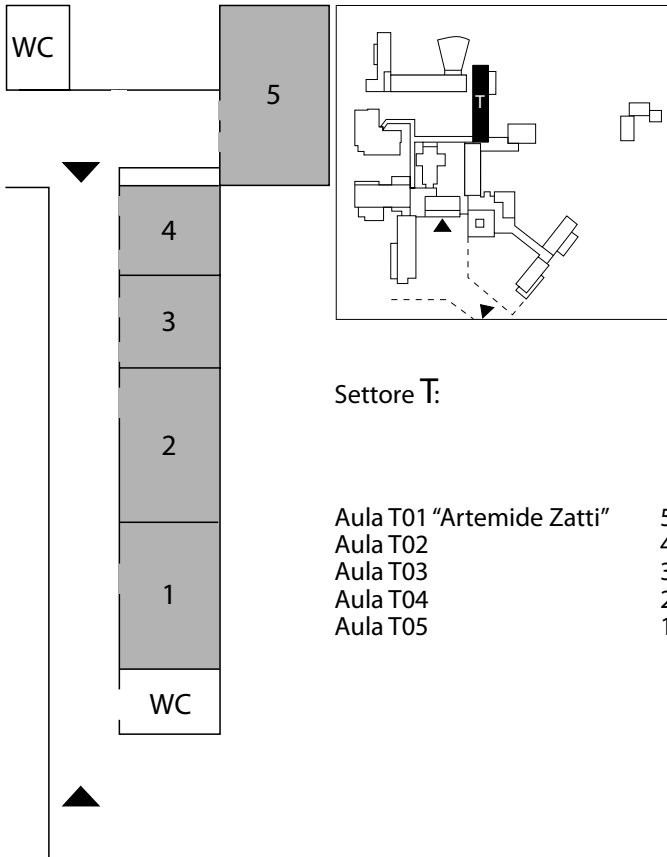 WC
5
T
4
3
2
1
WC
Settore T:
Aula T01 “Artemide Zatti” 5
Aula T02 4
Aula T03 3
Aula T04 2
Aula T05 1